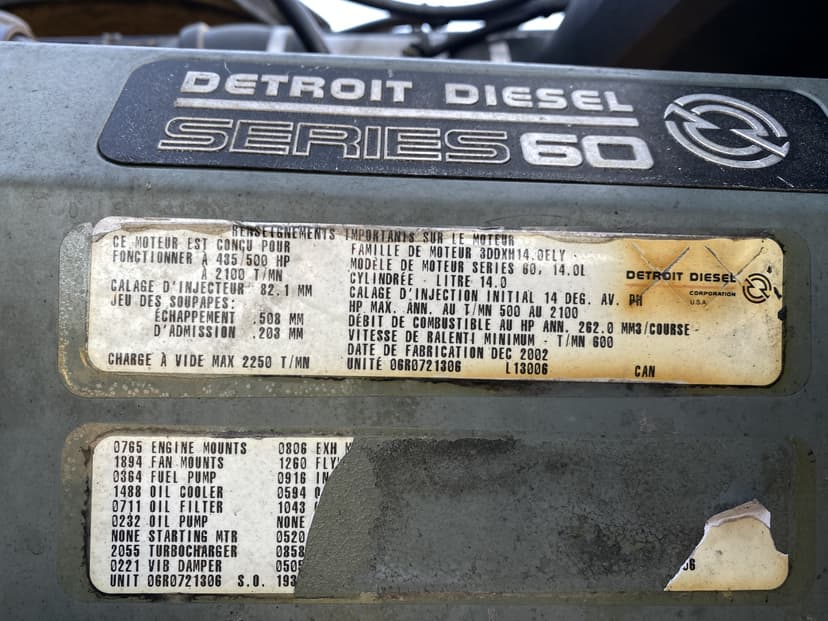 DETROIT DIESEL
SERIES 60
RENSEIGNEMENTS IMPORTANTS SUR LE MOTEUR
CE MOTEUR EST CONÇU POUR
FONCTIONNER À 435/500 HP
À 2100 T/MN
CALAGE D'INJECTEUR 82.1 MM
JEU DES SOUPAPES:
ÉCHAPPEMENT .508 MM
D'ADMISSION .203 MM
CHARGE À VIDE MAX 2250 T/MN
FAMILLE DE MOTEUR 3DDXH14.0ELY
MODÈLE DE MOTEUR SERIES 60, 14.0L
CYLINDRÉE - LITRE 14.0
CALAGE D'INJECTION INITIAL 14 DEG. AV. PH
HP MAX. ANN. AU T/MN 500 AU 2100
DÉBIT DE COMBUSTIBLE AU HP ANN. 262.0 MM3/COURSE
VITESSE DE RALENTI MINIMUM - T/MN 600
DATE DE FABRICATION DEC 2002
UNITÉ 06R0721306 L13006 CAN
DETROIT DIESEL
CORPORATION
U.S.A
0765 ENGINE MOUNTS 0806 EXH
1894 FAN MOUNTS 1260 FLY
0364 FUEL PUMP 0916 IN
1488 OIL COOLER 0594
0711 OIL FILTER 1043
0232 OIL PUMP NONE
NONE STARTING MTR 0520
2055 TURBOCHARGER 0858
0221 VIB DAMPER 0505
UNIT 06R0721306 S.O. 193
06